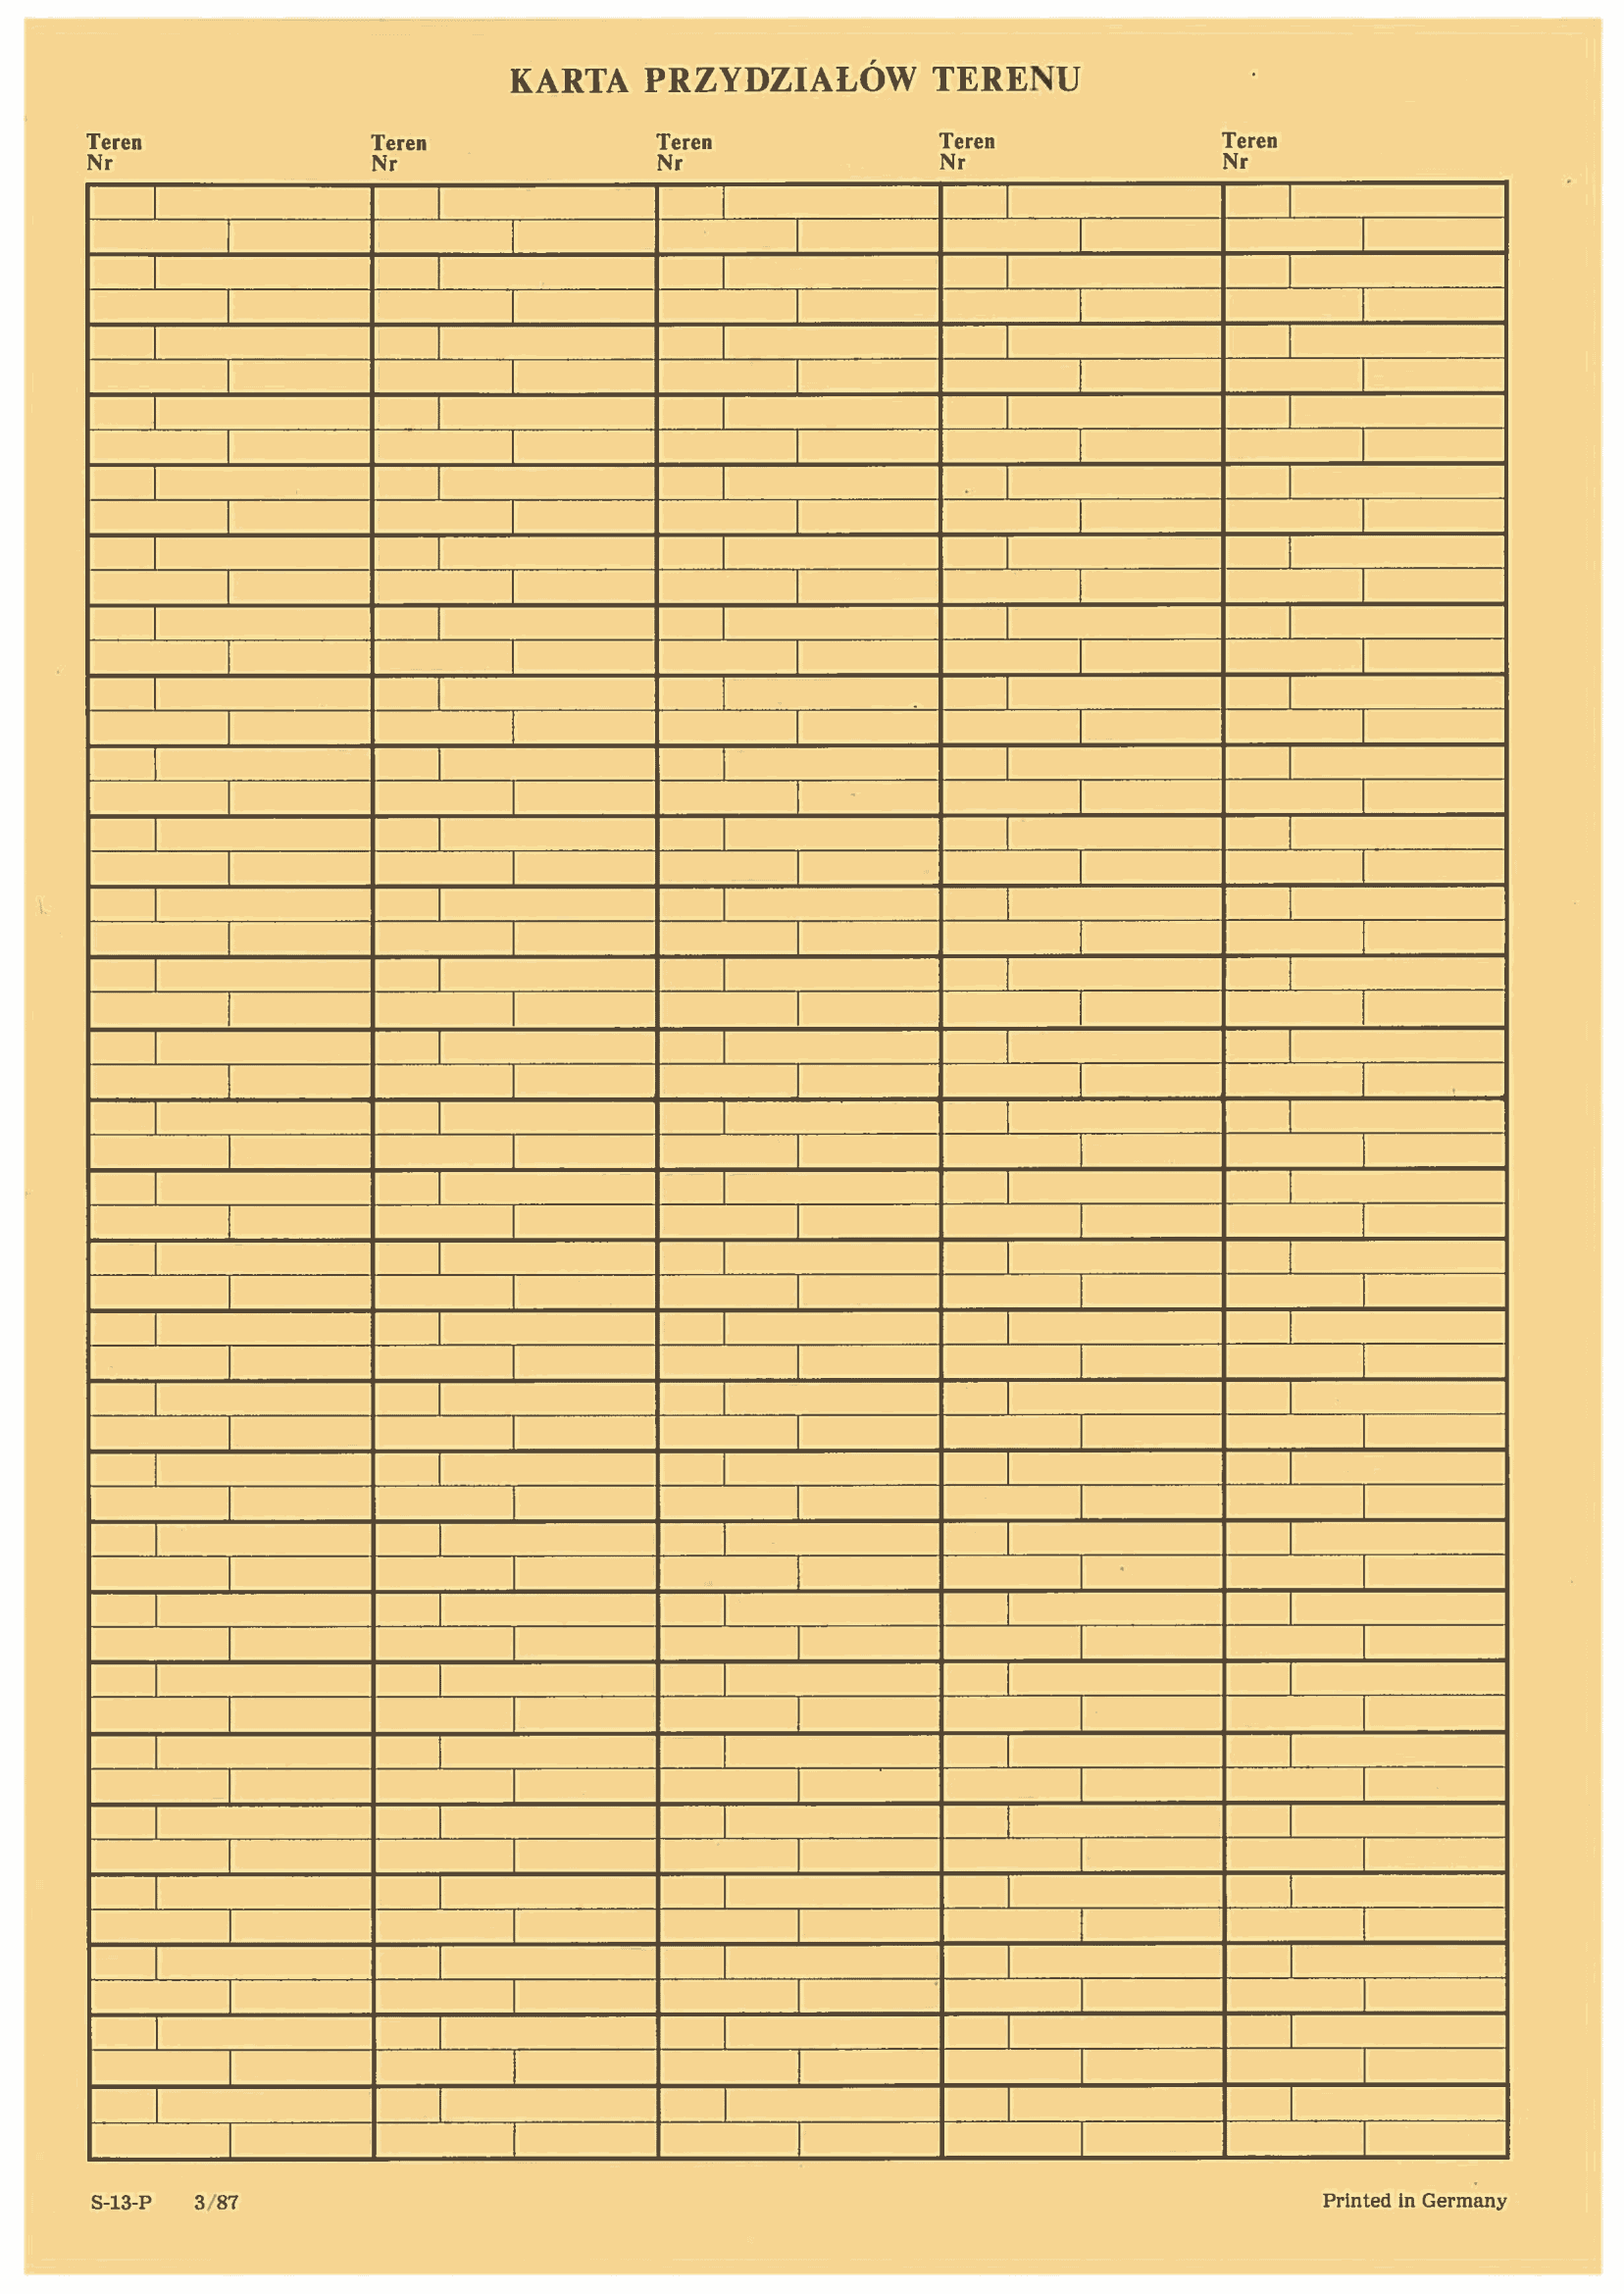 KARTA PRZYDZIAŁÓW TERENU
Teren Teren Teren Teren Teren
Nr Nr Nr Nr Nr
S-13-P 3/87 Printed in Germany